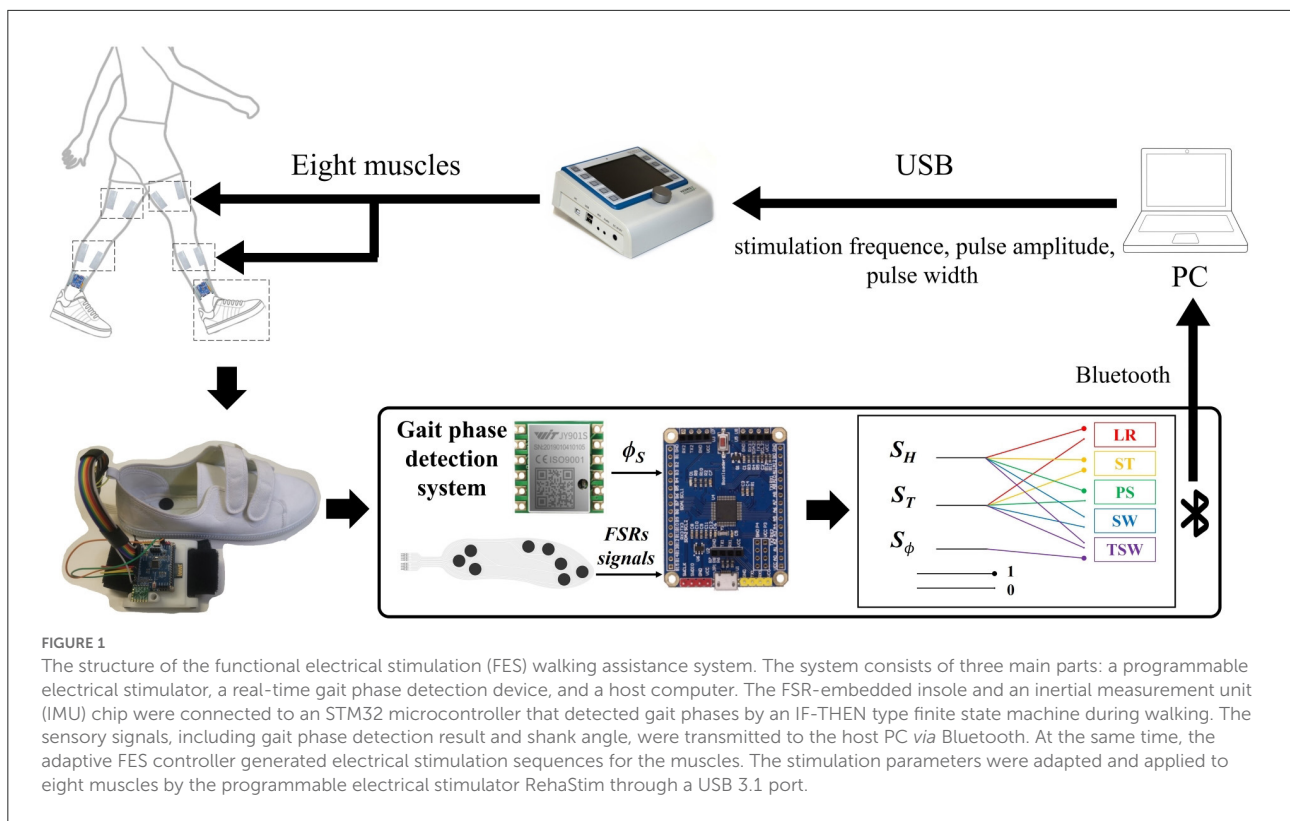 Eight muscles
USB
stimulation frequence, pulse amplitude,
pulse width
PC
Bluetooth
Gait phase
detection
system
WIT JY901S
CE ISO9001
ϕS
FSRs
signals
SH
ST
Sϕ
1
0
LR
ST
PS
SW
TSW
FIGURE 1
The structure of the functional electrical stimulation (FES) walking assistance system. The system consists of three main parts: a programmable
electrical stimulator, a real-time gait phase detection device, and a host computer. The FSR-embedded insole and an inertial measurement unit
(IMU) chip were connected to an STM32 microcontroller that detected gait phases by an IF-THEN type finite state machine during walking. The
sensory signals, including gait phase detection result and shank angle, were transmitted to the host PC via Bluetooth. At the same time, the
adaptive FES controller generated electrical stimulation sequences for the muscles. The stimulation parameters were adapted and applied to
eight muscles by the programmable electrical stimulator RehaStim through a USB 3.1 port.